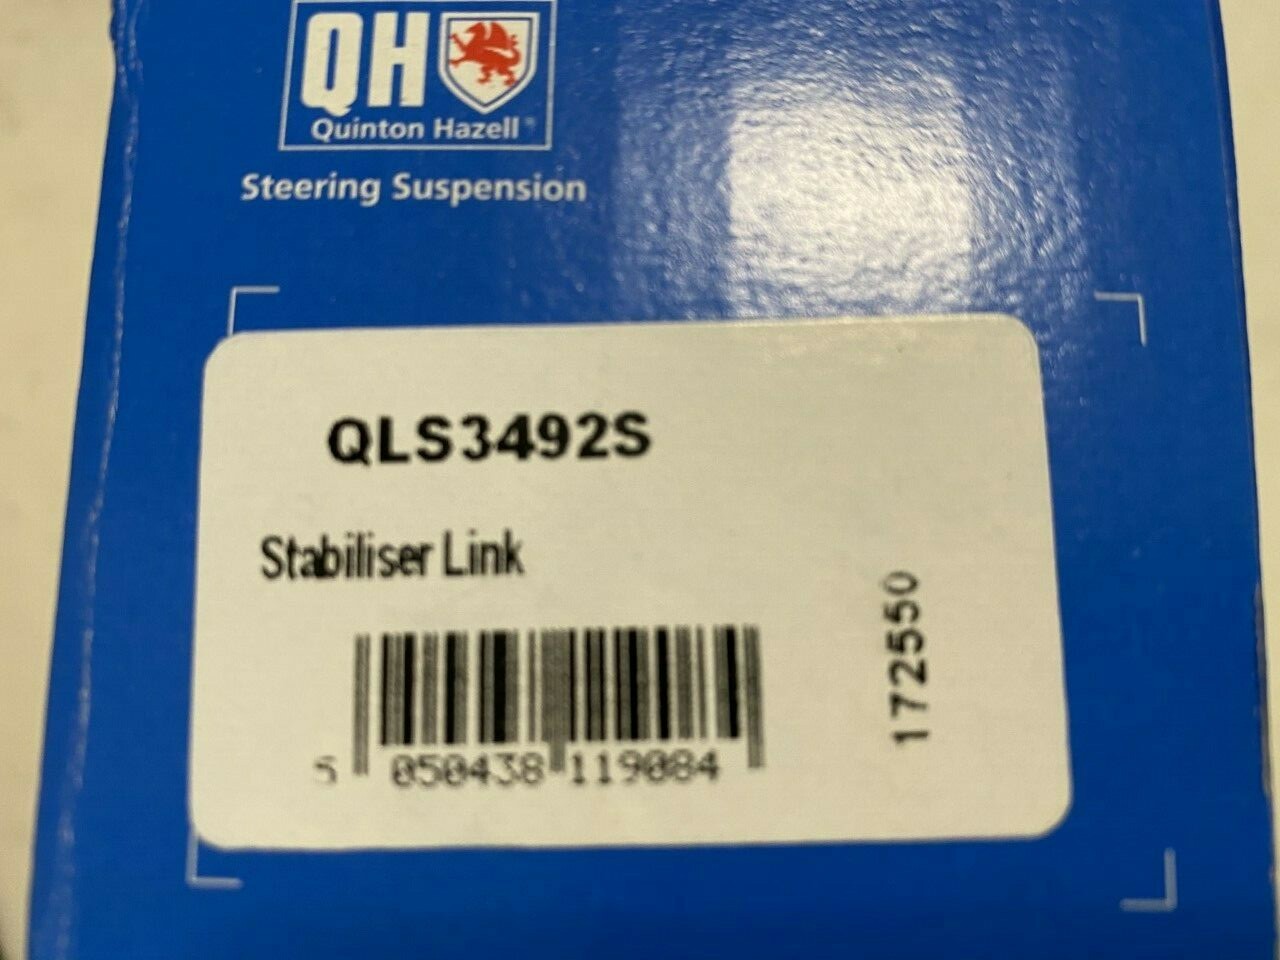 QH
Quinton Hazell®
Steering Suspension
QLS3492S
Stabiliser Link
5 050438 119084
172550